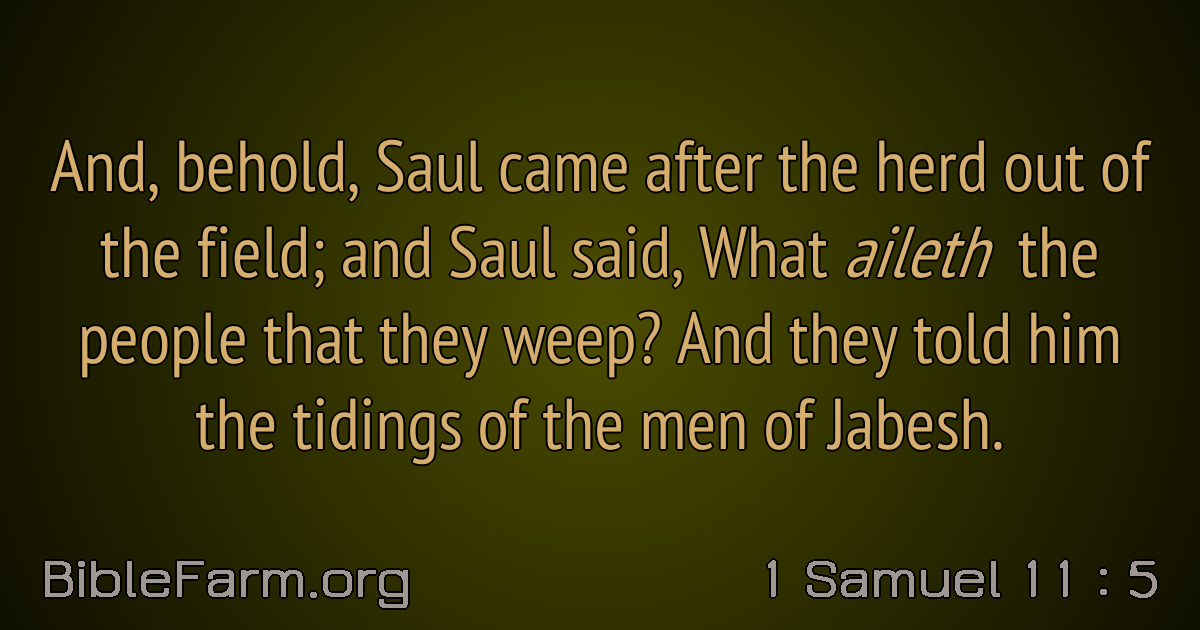 And, behold, Saul came after the herd out of
the field; and Saul said, What aileth the
people that they weep? And they told him
the tidings of the men of Jabesh.
BibleFarm.org
1 Samuel 11 : 5